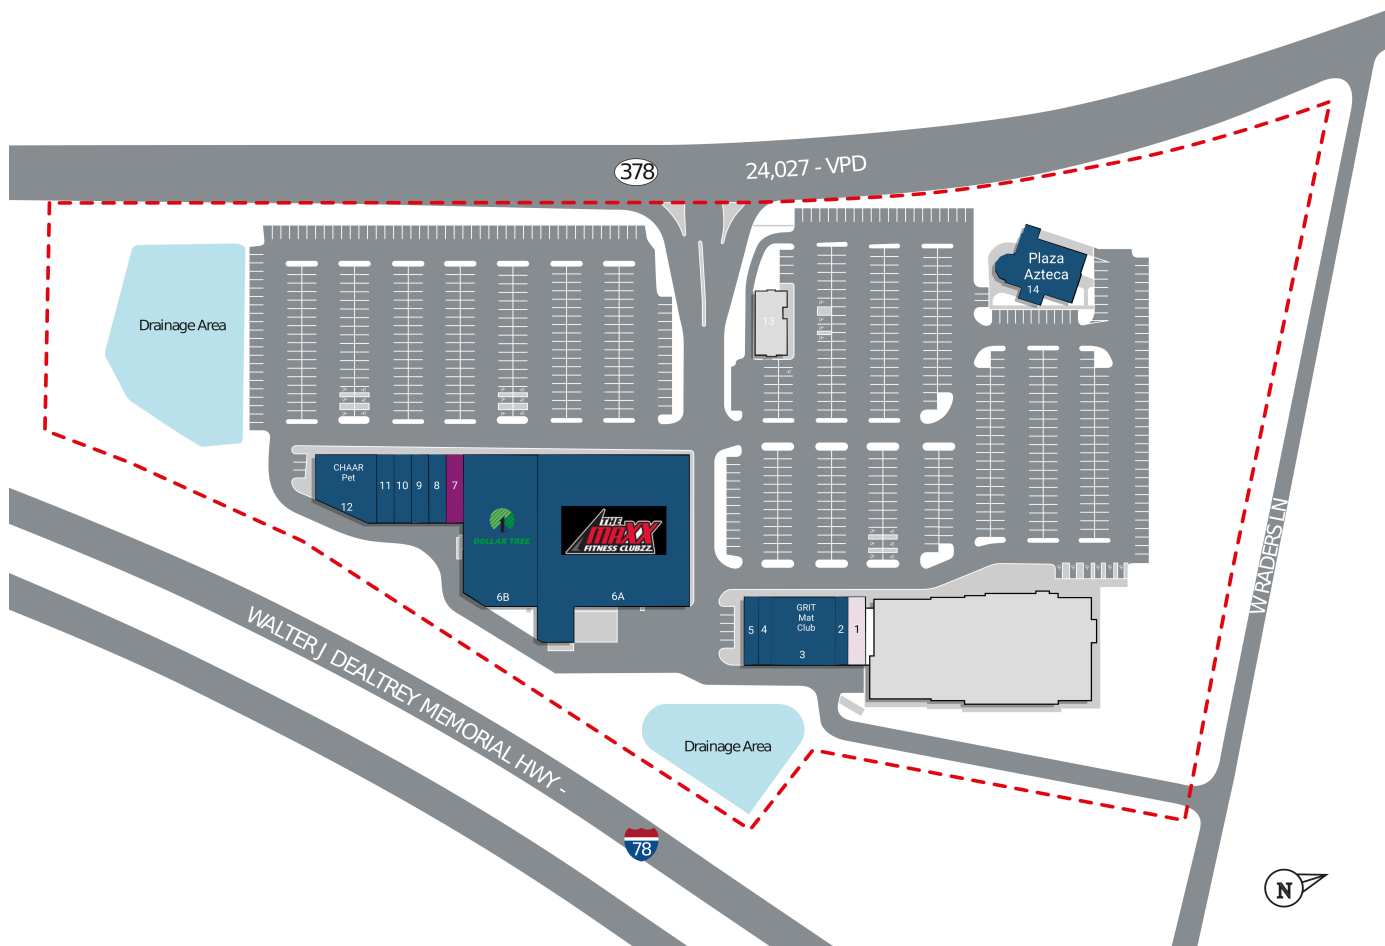 378
24,027 - VPD
Plaza
Azteca
14
Drainage Area
13
CHAAR
Pet
12
11
10
9
8
7
DOLLAR TREE
6B
THE
MAXX
FITNESS CLUBZZ.
6A
GRIT
Mat
Club
5
4
3
2
1
W RADERS LN
WALTER J DEALTREY MEMORIAL HWY -
78
Drainage Area
N